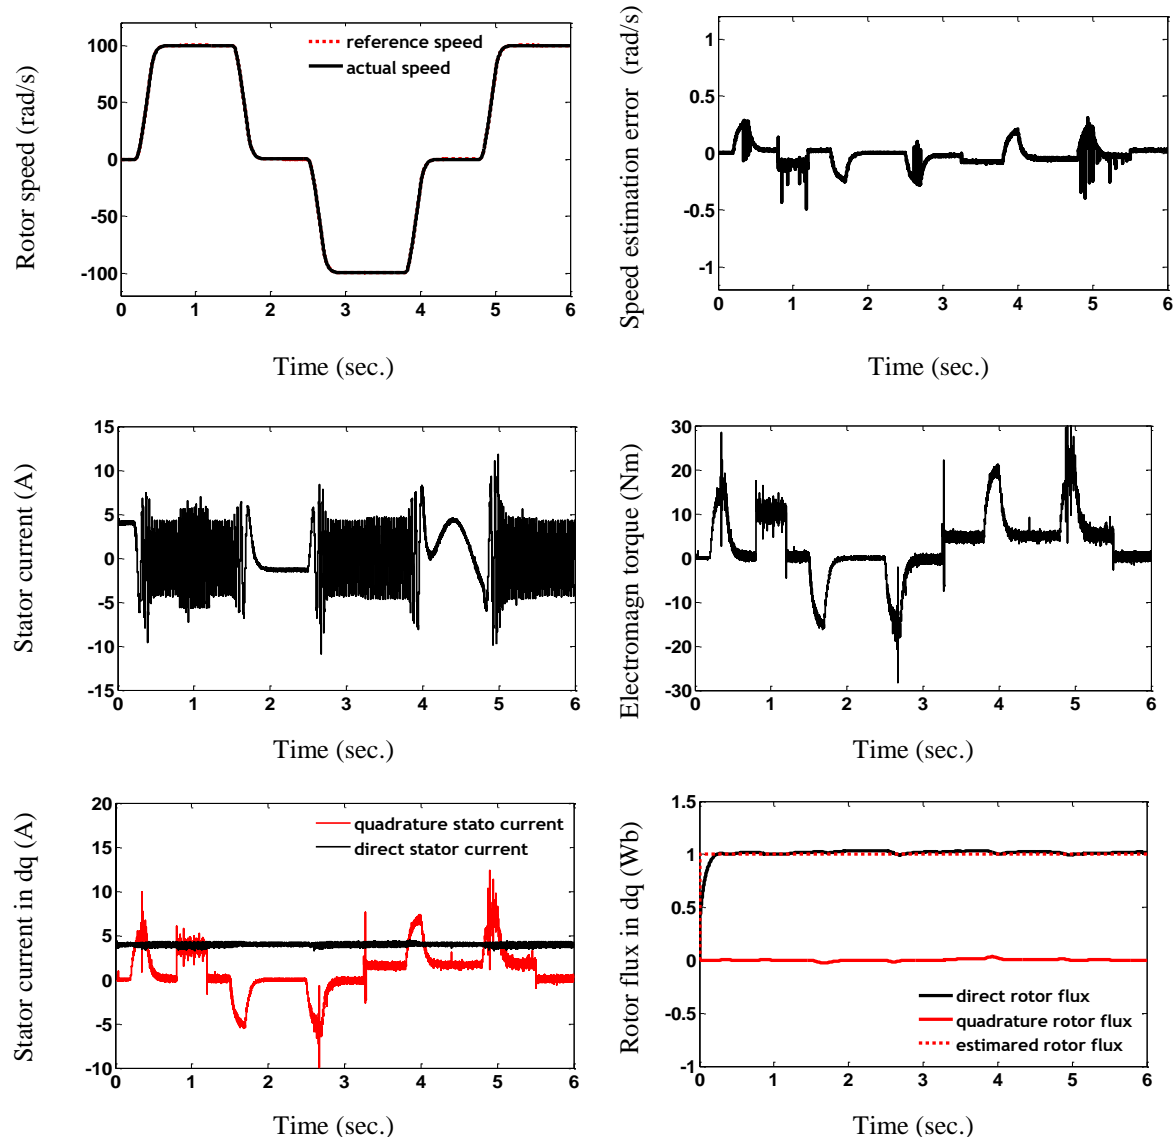 Rotor speed (rad/s)
100
50
0
-50
-100
reference speed
actual speed
0 1 2 3 4 5 6
Time (sec.)
Speed estimation error (rad/s)
1
0.5
0
-0.5
-1
0 1 2 3 4 5 6
Time (sec.)
Stator current (A)
15
10
5
0
-5
-10
-15
0 1 2 3 4 5 6
Time (sec.)
Electromagn torque (Nm)
30
20
10
0
-10
-20
-30
0 1 2 3 4 5 6
Time (sec.)
Stator current in dq (A)
20
15
10
5
0
-5
-10
quadrature stato current
direct stator current
0 1 2 3 4 5 6
Time (sec.)
Rotor flux in dq (Wb)
1.5
1
0.5
0
-0.5
-1
direct rotor flux
quadrature rotor flux
estimared rotor flux
0 1 2 3 4 5 6
Time (sec.)